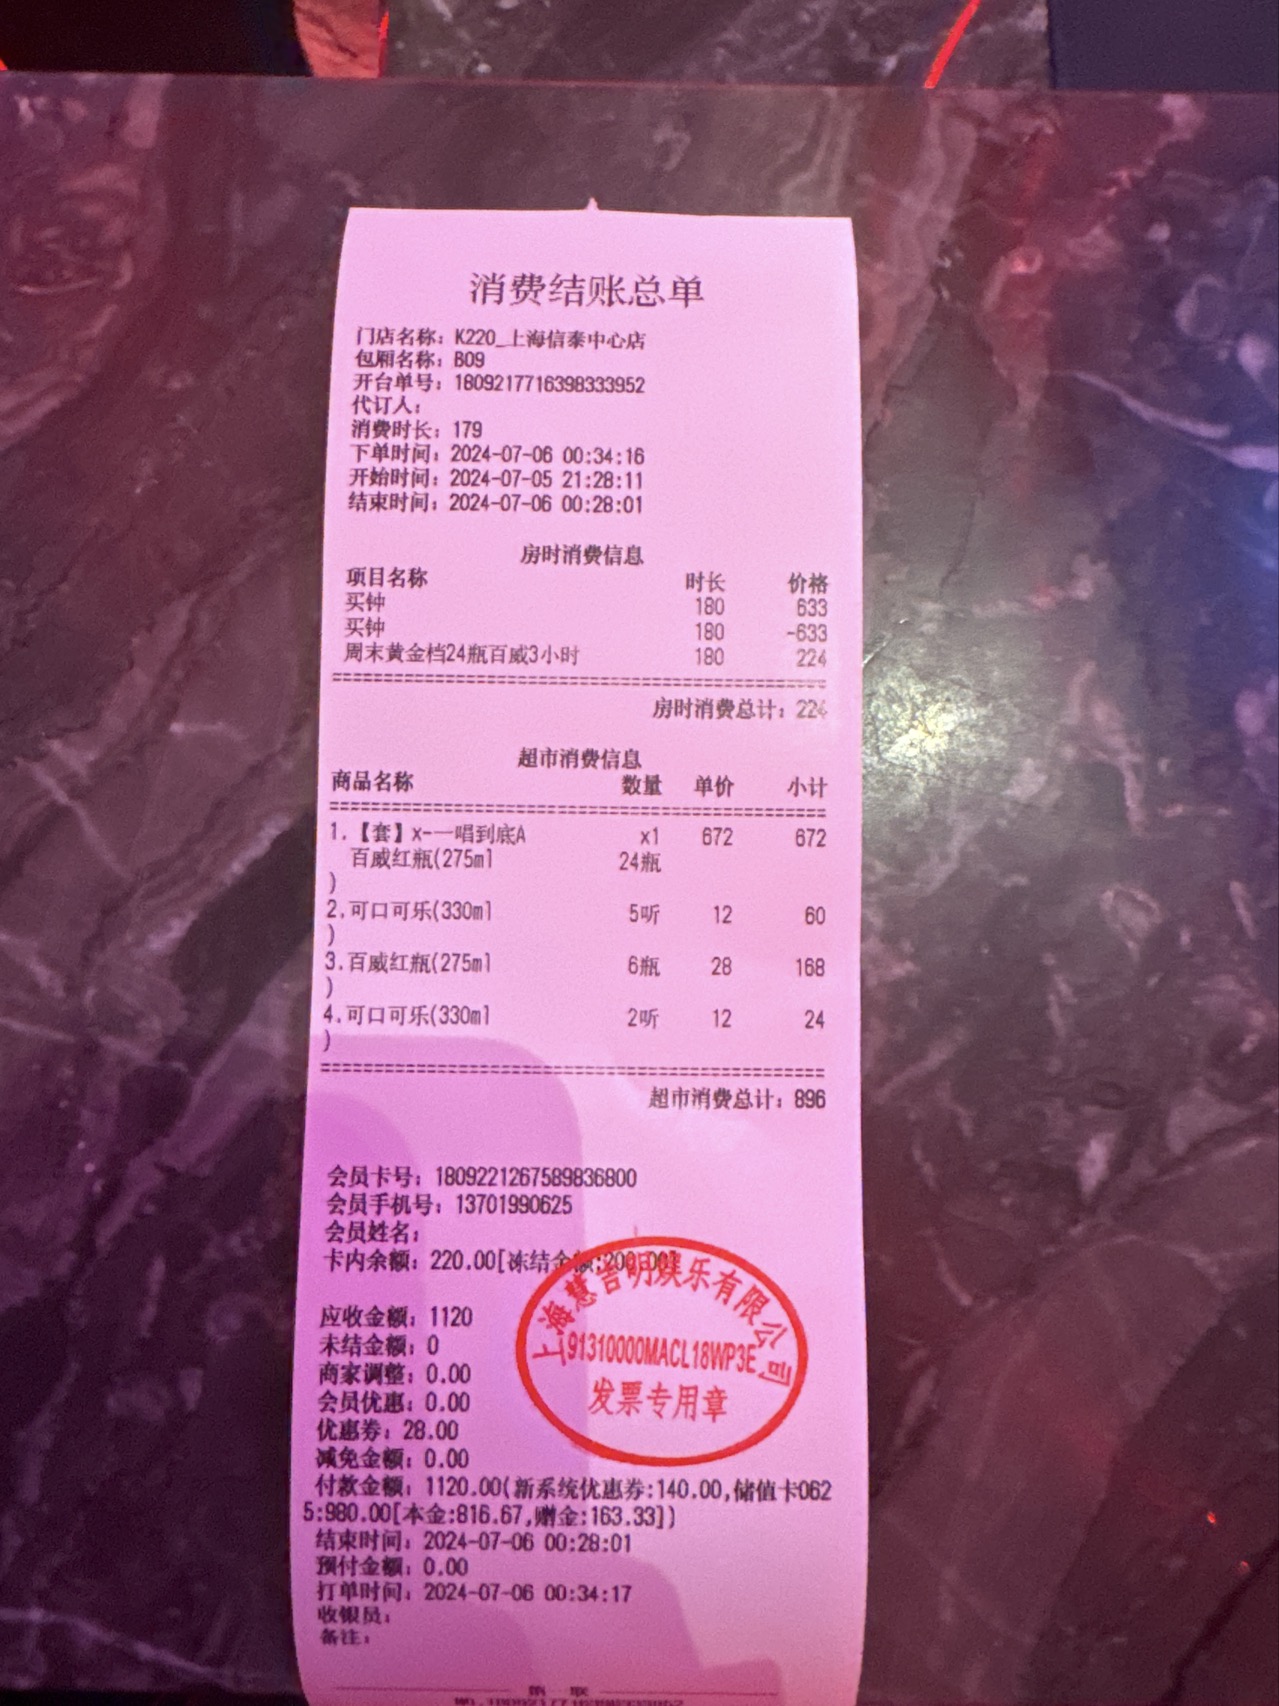 消费结账总单
门店名称：K220_上海信泰中心店
包厢名称：B09
开台单号：1809217716398333952
代订人：
消费时长：179
下单时间：2024-07-06 00:34:16
开始时间：2024-07-05 21:28:11
结束时间：2024-07-06 00:28:01
房时消费信息
项目名称 时长 价格
买钟 180 633
买钟 180 -633
周末黄金档24瓶百威3小时 180 224
房时消费总计：224
超市消费信息
商品名称 数量 单价 小计
1.【套】x-一唱到底A x1 672 672
百威红瓶(275ml 24瓶
)
2.可口可乐(330ml 5听 12 60
)
3.百威红瓶(275ml 6瓶 28 168
)
4.可口可乐(330ml 2听 12 24
)
超市消费总计：896
会员卡号：1809221267589836800
会员手机号：13701990625
会员姓名：
卡内余额：220.00[冻结金额:200.00]
应收金额：1120
未结金额：0
商家调整：0.00
会员优惠：0.00
优惠券：28.00
减免金额：0.00
付款金额：1120.00(新系统优惠券:140.00,储值卡062
5:980.00[本金:816.67,赠金:163.33])
结束时间：2024-07-06 00:28:01
预付金额：0.00
打单时间：2024-07-06 00:34:17
收银员：
备注：
上海慧言明娱乐有限公司
91310000MACL18WP3E
发票专用章